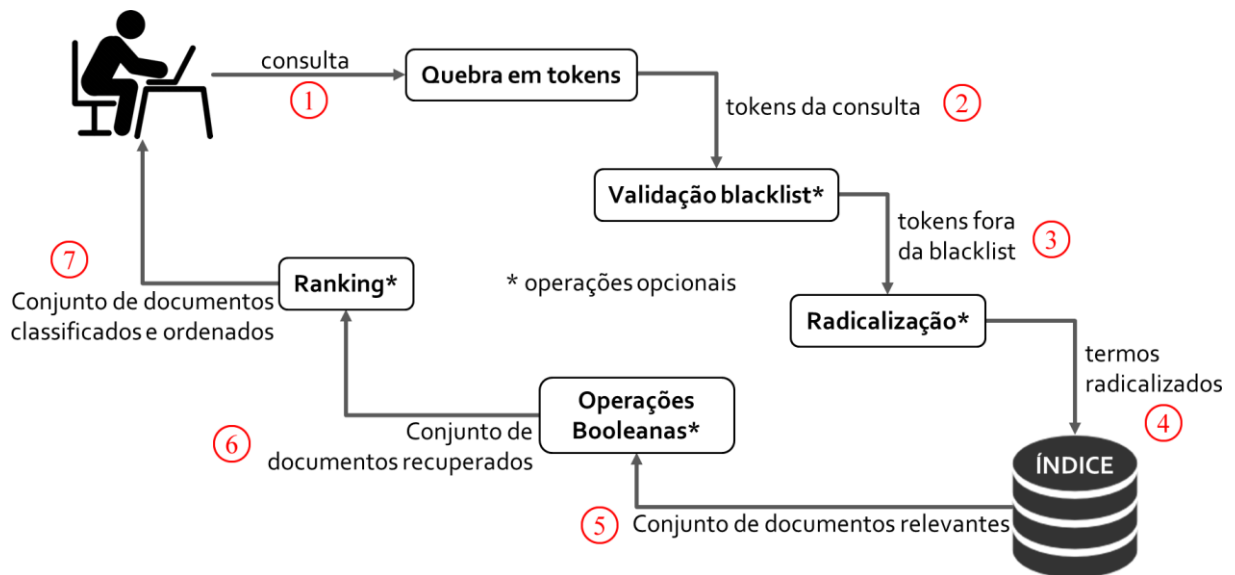 consulta
1
Quebra em tokens
tokens da consulta
2
Validação blacklist*
tokens fora
da blacklist
3
Radicalização*
termos
radicalizados
4
ÍNDICE
5
Conjunto de documentos relevantes
Operações
Booleanas*
6
Conjunto de
documentos recuperados
Ranking*
* operações opcionais
7
Conjunto de documentos
classificados e ordenados